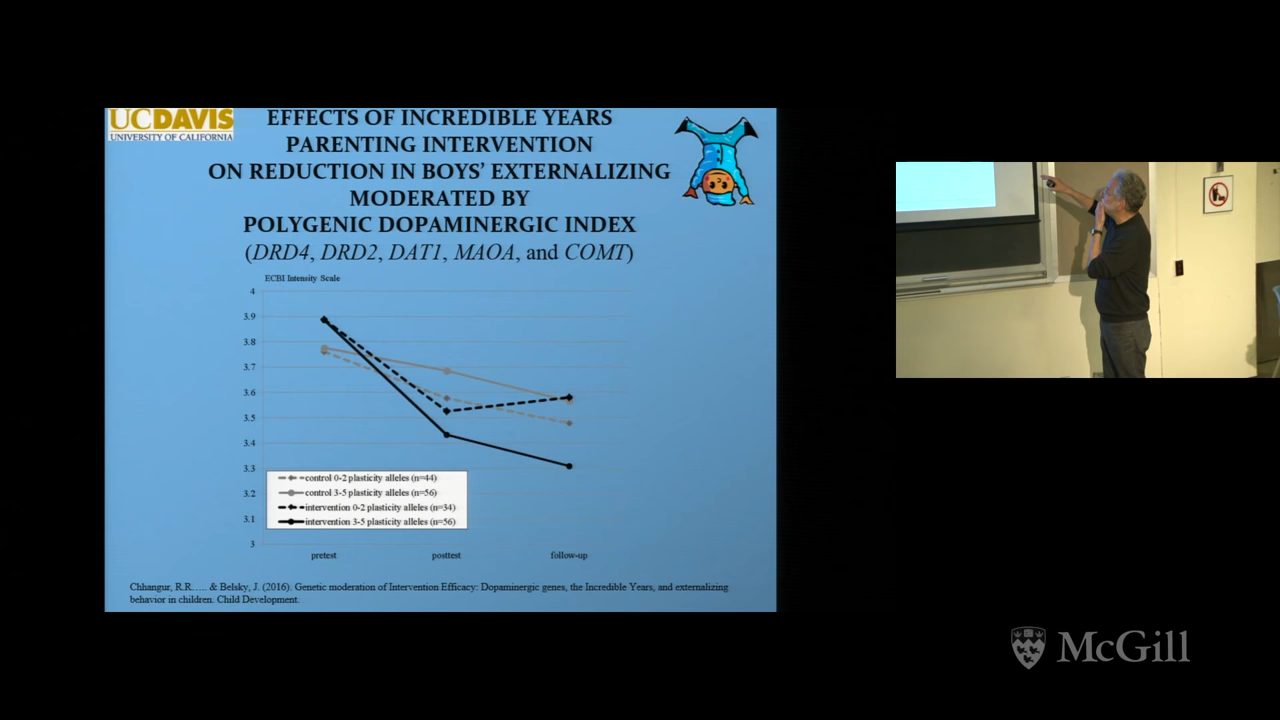 UCDAVIS
UNIVERSITY OF CALIFORNIA
EFFECTS OF INCREDIBLE YEARS
PARENTING INTERVENTION
ON REDUCTION IN BOYS' EXTERNALIZING
MODERATED BY
POLYGENIC DOPAMINERGIC INDEX
(DRD4, DRD2, DAT1, MAOA, and COMT)
ECBI Intensity Scale
4
3.9
3.8
3.7
3.6
3.5
3.4
3.3
3.2
3.1
3
control 0-2 plasticity alleles (n=44)
control 3-5 plasticity alleles (n=56)
intervention 0-2 plasticity alleles (n=34)
intervention 3-5 plasticity alleles (n=56)
pretest posttest follow-up
Chhangur, R.R..... & Belsky, J. (2016). Genetic moderation of Intervention Efficacy: Dopaminergic genes, the Incredible Years, and externalizing
behavior in children. Child Development.
McGill